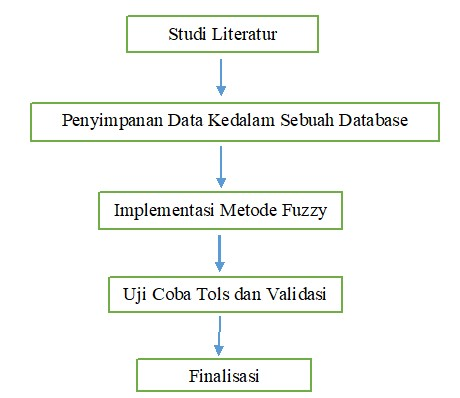 Studi Literatur
Penyimpanan Data Kedalam Sebuah Database
Implementasi Metode Fuzzy
Uji Coba Tols dan Validasi
Finalisasi